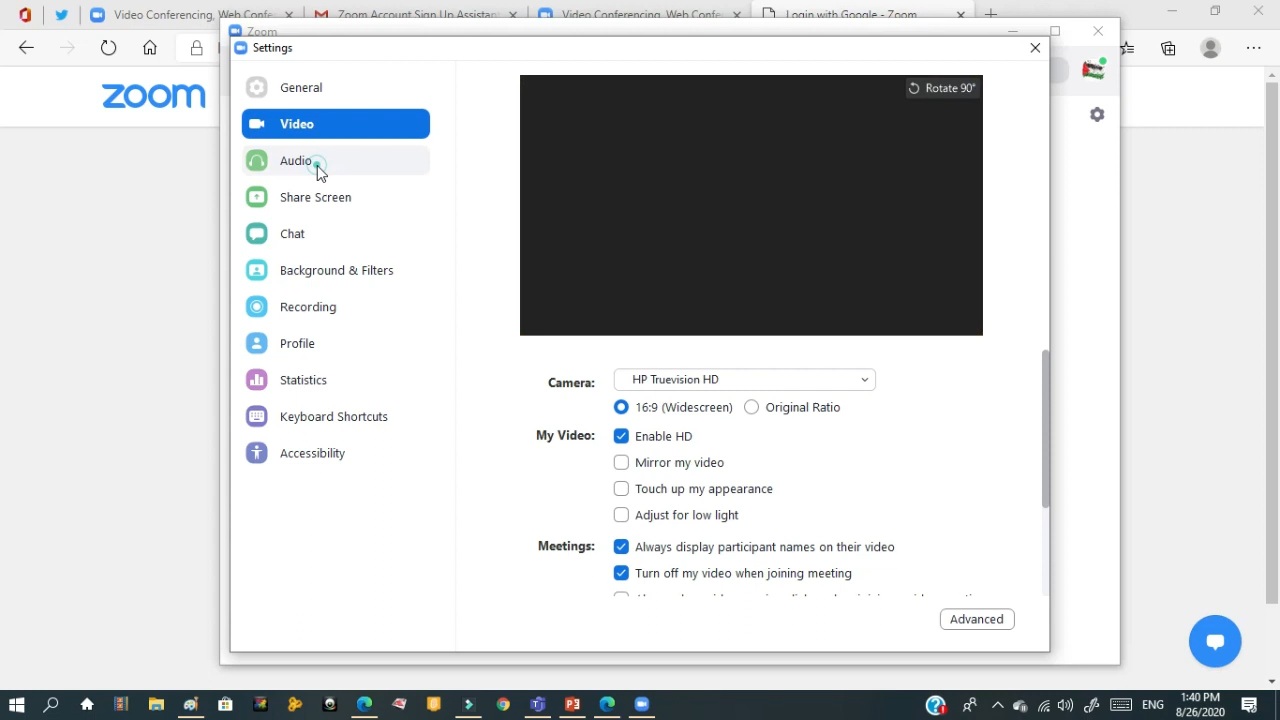 Video Conferencing, Web Confe
Zoom Account Sign Up Assistanc
Video Conferencing, Web Conf
Login with Google - Zoom
Zoom
Settings
zoom
General
Video
Audio
Share Screen
Chat
Background & Filters
Recording
Profile
Statistics
Keyboard Shortcuts
Accessibility
Rotate 90°
Camera:
HP Truevision HD
16:9 (Widescreen)
Original Ratio
My Video:
Enable HD
Mirror my video
Touch up my appearance
Adjust for low light
Meetings:
Always display participant names on their video
Turn off my video when joining meeting
Advanced
ENG
1:40 PM
8/26/2020